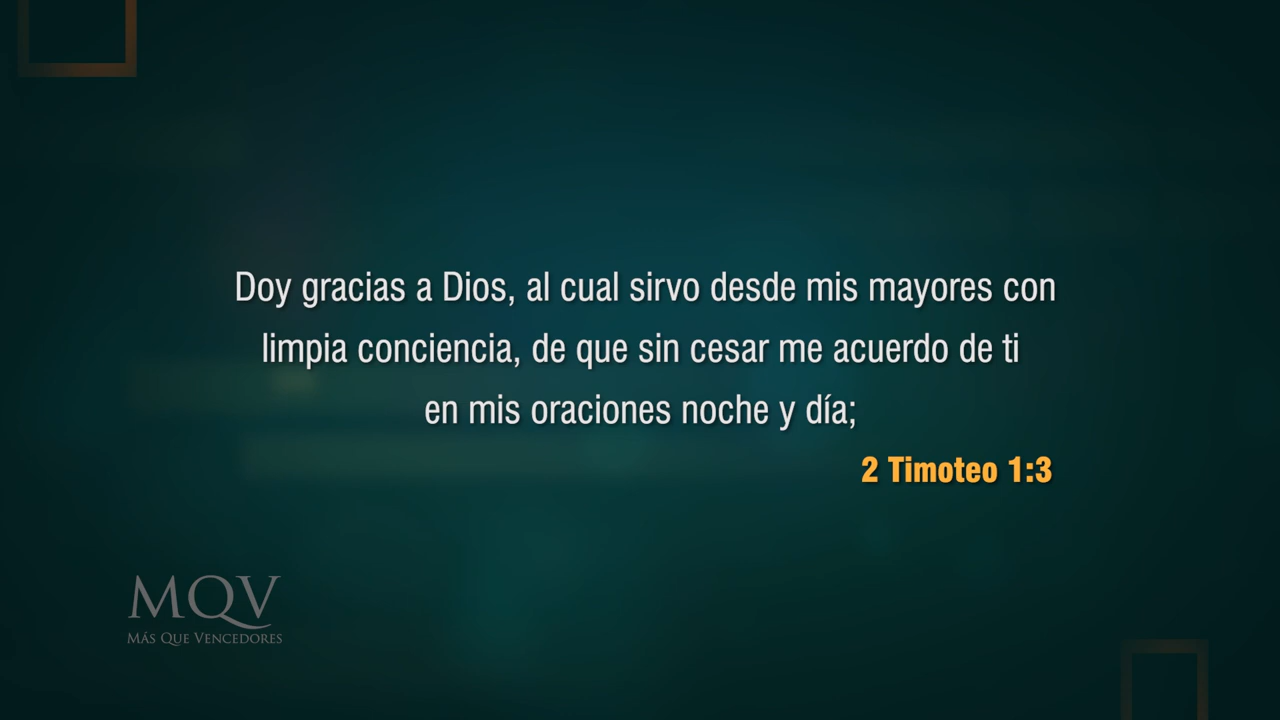 Doy gracias a Dios, al cual sirvo desde mis mayores con
limpia conciencia, de que sin cesar me acuerdo de ti
en mis oraciones noche y día;
2 Timoteo 1:3
MQV
MÁS QUE VENCEDORES